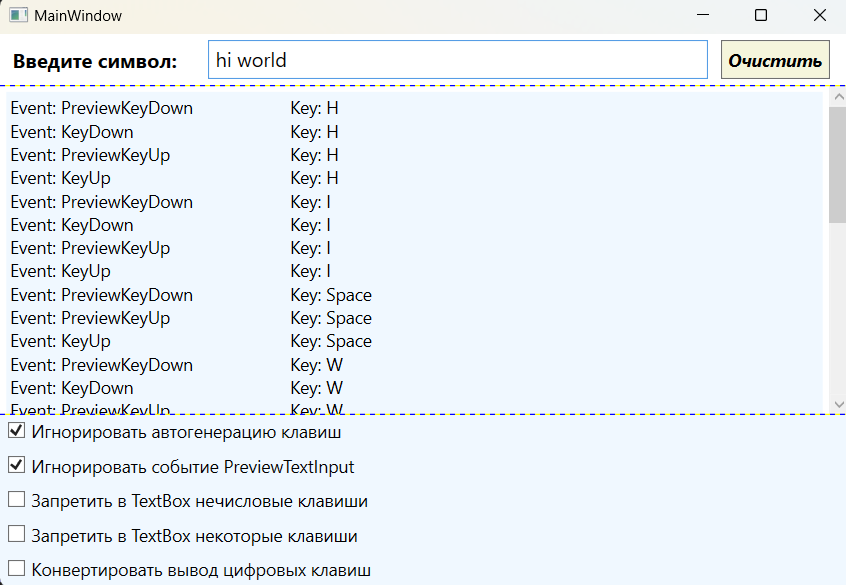 MainWindow
Введите символ: hi world Очистить
Event: PreviewKeyDown Key: H
Event: KeyDown Key: H
Event: PreviewKeyUp Key: H
Event: KeyUp Key: H
Event: PreviewKeyDown Key: I
Event: KeyDown Key: I
Event: PreviewKeyUp Key: I
Event: KeyUp Key: I
Event: PreviewKeyDown Key: Space
Event: PreviewKeyUp Key: Space
Event: KeyUp Key: Space
Event: PreviewKeyDown Key: W
Event: KeyDown Key: W
Event: PreviewKeyUp Key: W
Игнорировать автогенерацию клавиш
Игнорировать событие PreviewTextInput
Запретить в TextBox нечисловые клавиши
Запретить в TextBox некоторые клавиши
Конвертировать вывод цифровых клавиш